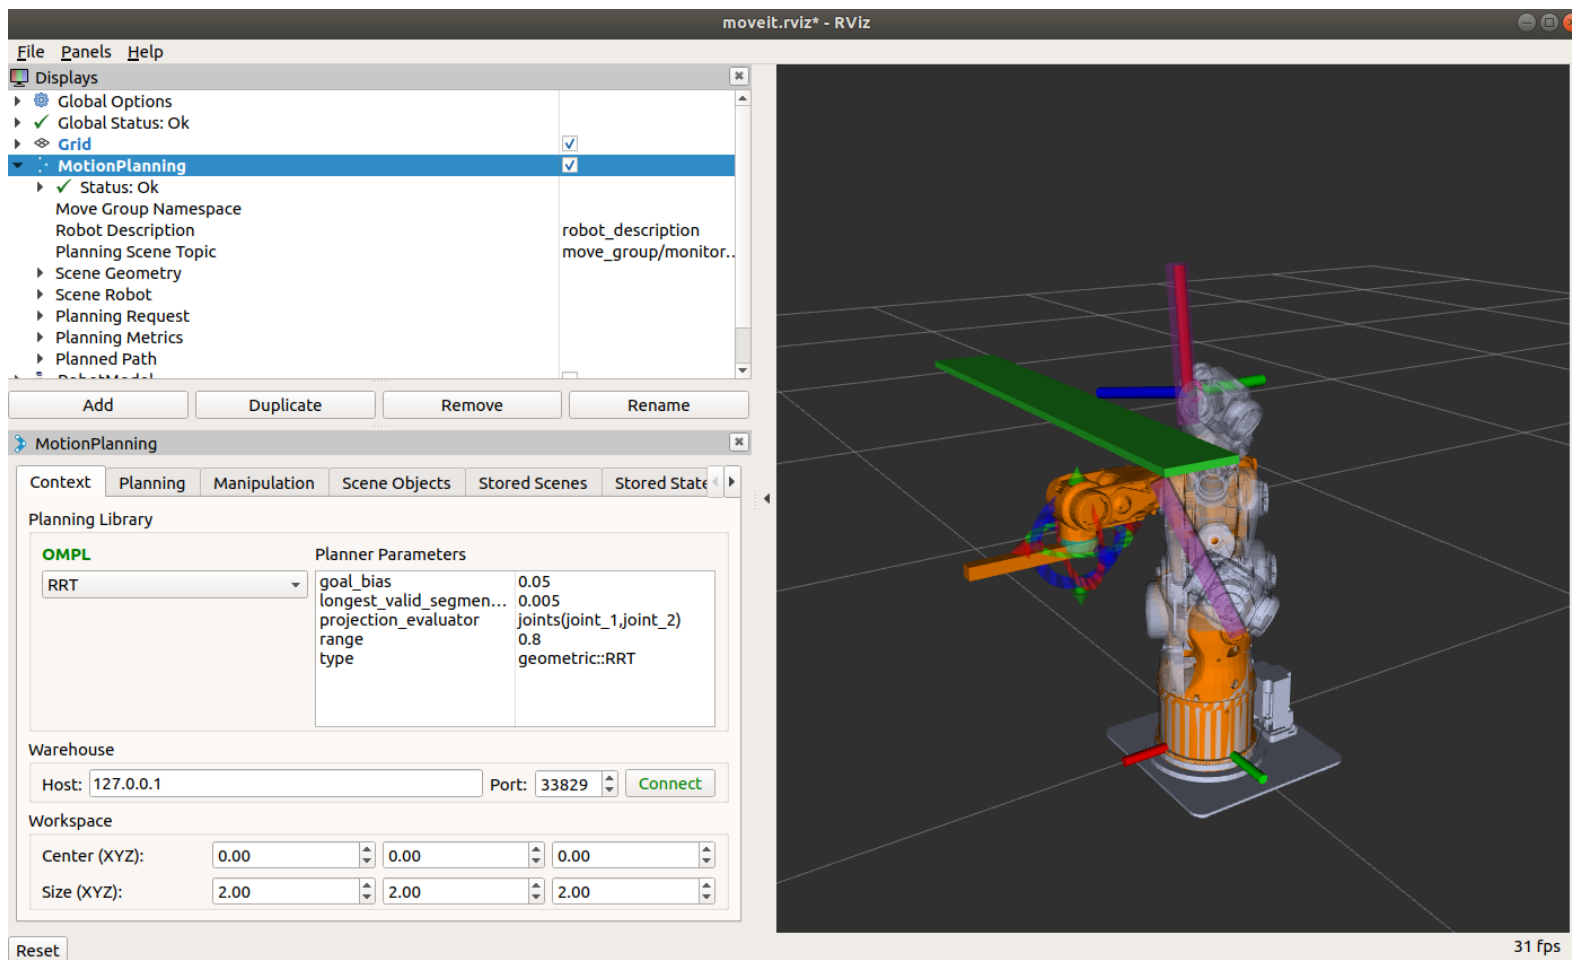 moveit.rviz* - RViz
File Panels Help
Displays
Global Options
Global Status: Ok
Grid
MotionPlanning
Status: Ok
Move Group Namespace
Robot Description robot_description
Planning Scene Topic move_group/monitor..
Scene Geometry
Scene Robot
Planning Request
Planning Metrics
Planned Path
RobotModel
Add Duplicate Remove Rename
MotionPlanning
Context Planning Manipulation Scene Objects Stored Scenes Stored State
Planning Library
OMPL Planner Parameters
RRT
goal_bias 0.05
longest_valid_segmen... 0.005
projection_evaluator joints(joint_1,joint_2)
range 0.8
type geometric::RRT
Warehouse
Host: 127.0.0.1 Port: 33829 Connect
Workspace
Center (XYZ): 0.00 0.00 0.00
Size (XYZ): 2.00 2.00 2.00
Reset 31 fps